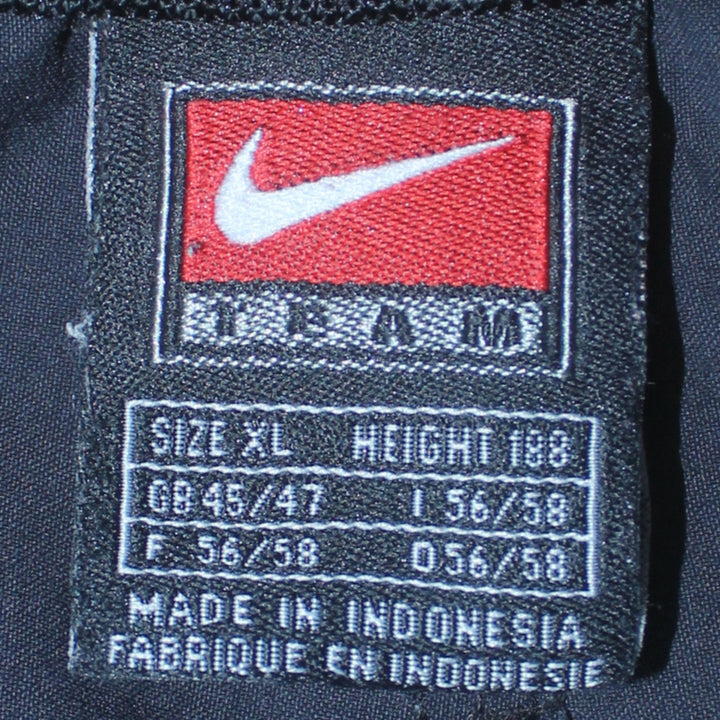 TEAM
SIZE XL HEIGHT 188
GB 45/47 I 56/58
F 56/58 D 56/58
MADE IN INDONESIA
FABRIQUE EN INDONESIE